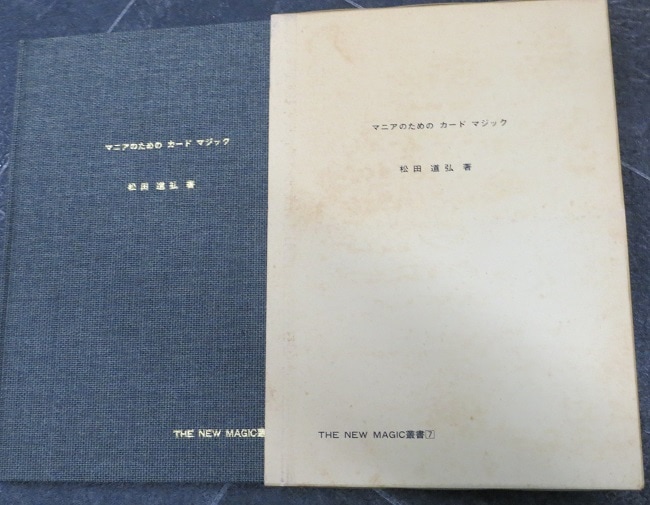 マニアのための カード マジック
松田 道弘 著
THE NEW MAGIC叢
マニアのための カード マジック
松田 道弘 著
THE NEW MAGIC叢書7